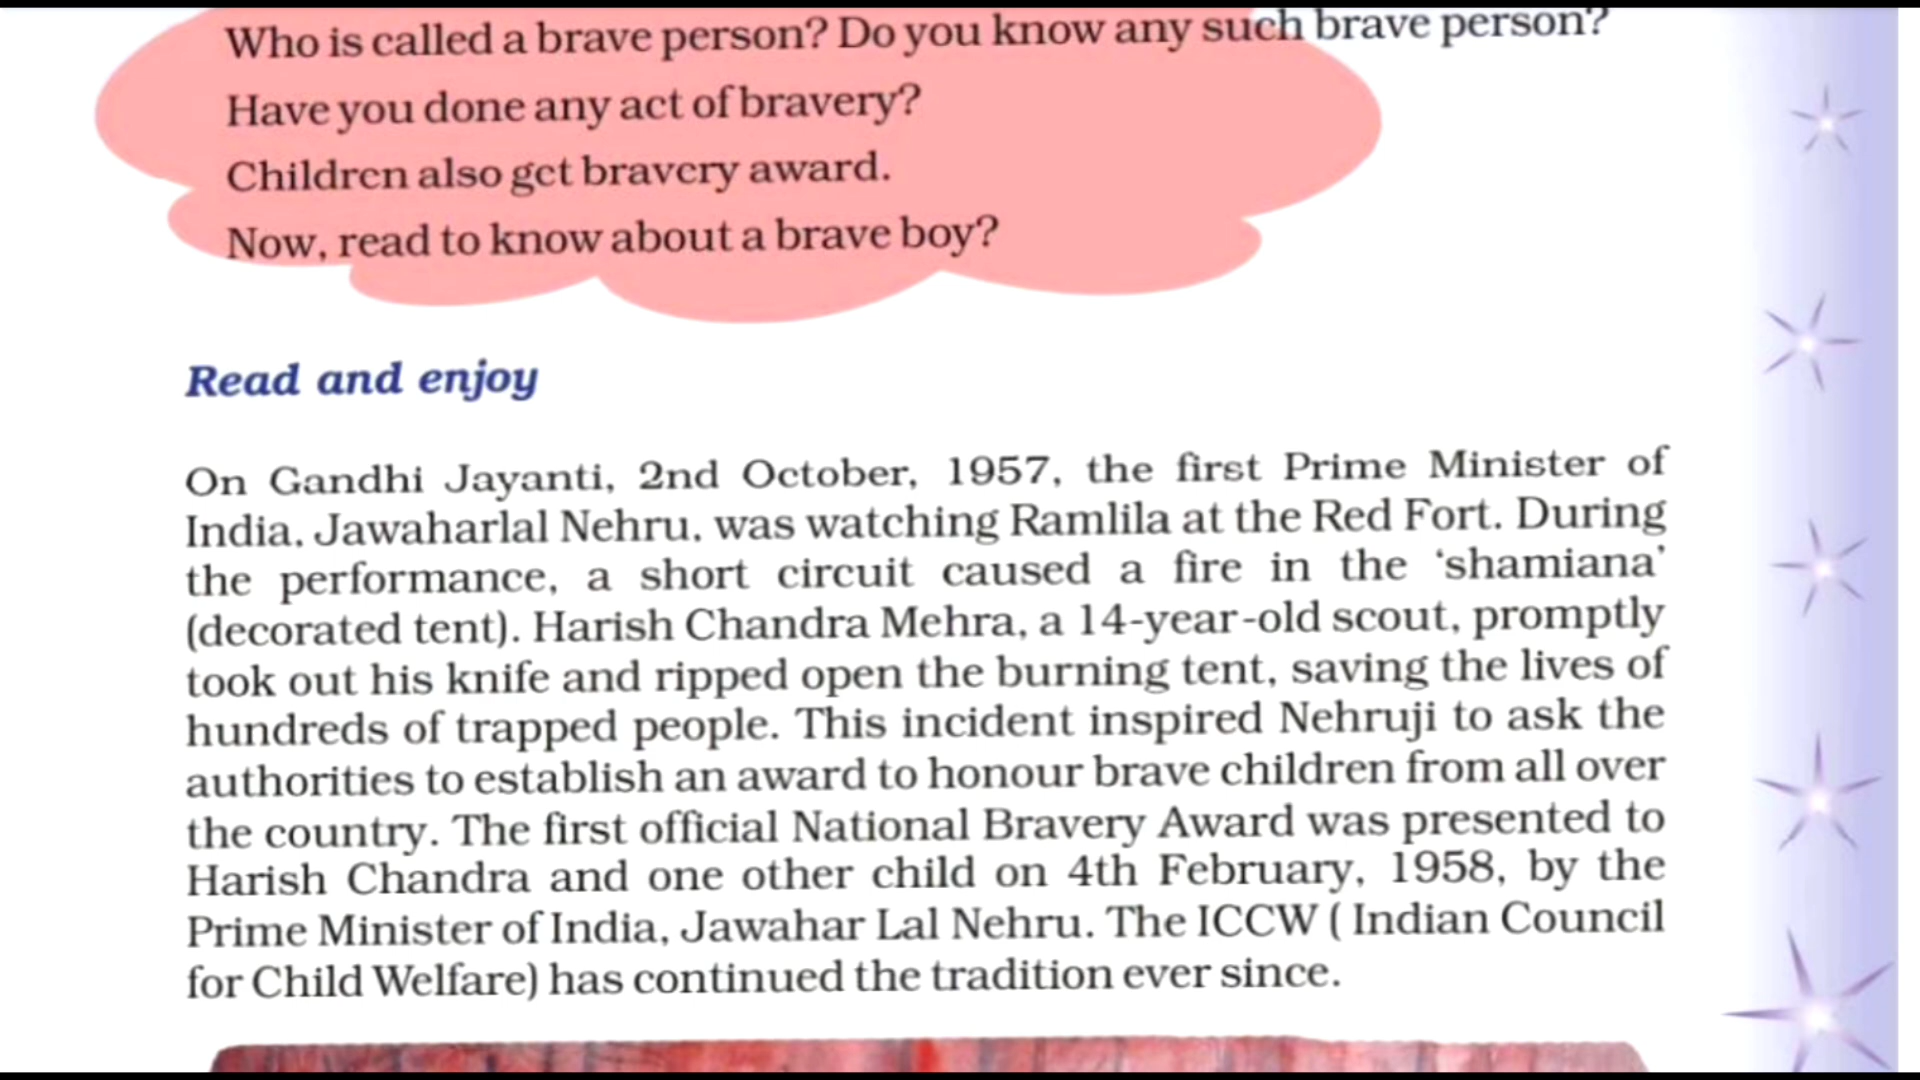 Who is called a brave person? Do you know any such brave person?
Have you done any act of bravery?
Children also get bravery award.
Now, read to know about a brave boy?
Read and enjoy
On Gandhi Jayanti, 2nd October, 1957, the first Prime Minister of
India, Jawaharlal Nehru, was watching Ramlila at the Red Fort. During
the performance, a short circuit caused a fire in the ‘shamiana’
(decorated tent). Harish Chandra Mehra, a 14-year-old scout, promptly
took out his knife and ripped open the burning tent, saving the lives of
hundreds of trapped people. This incident inspired Nehruji to ask the
authorities to establish an award to honour brave children from all over
the country. The first official National Bravery Award was presented to
Harish Chandra and one other child on 4th February, 1958, by the
Prime Minister of India, Jawahar Lal Nehru. The ICCW ( Indian Council
for Child Welfare) has continued the tradition ever since.